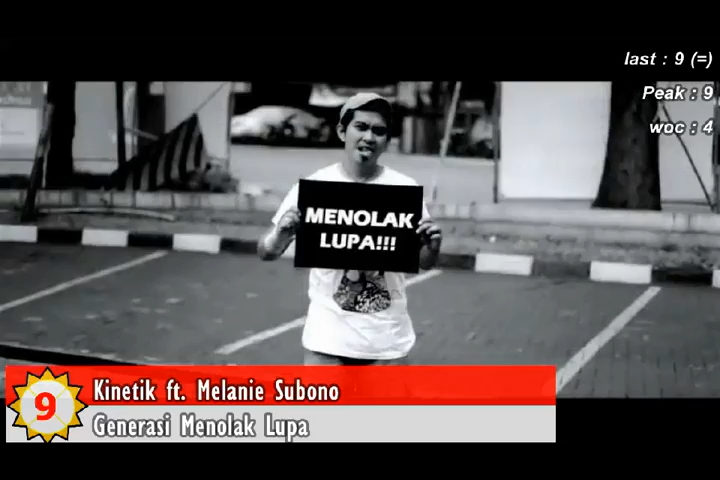 last : 9 (=)
Peak : 9
woc : 4
MENOLAK
LUPA!!!
9
Kinetik ft. Melanie Subono
Generasi Menolak Lupa